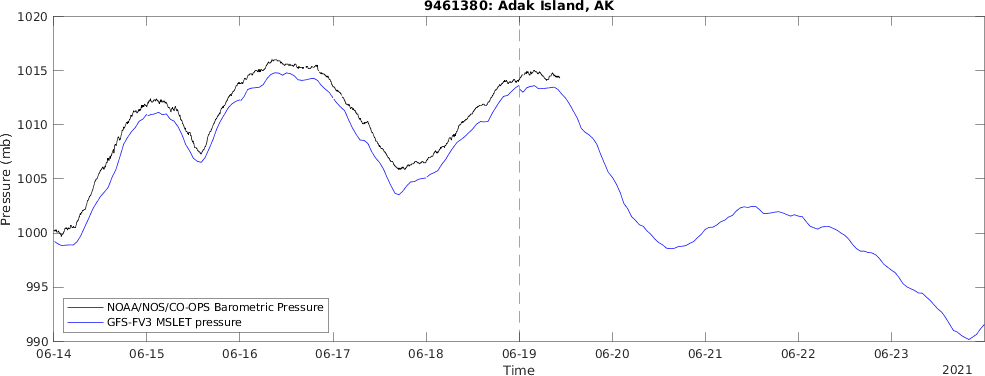 9461380: Adak Island, AK
Pressure (mb)
1020
1015
1010
1005
1000
995
990
NOAA/NOS/CO-OPS Barometric Pressure
GFS-FV3 MSLET pressure
06-14 06-15 06-16 06-17 06-18 06-19 06-20 06-21 06-22 06-23
Time
2021